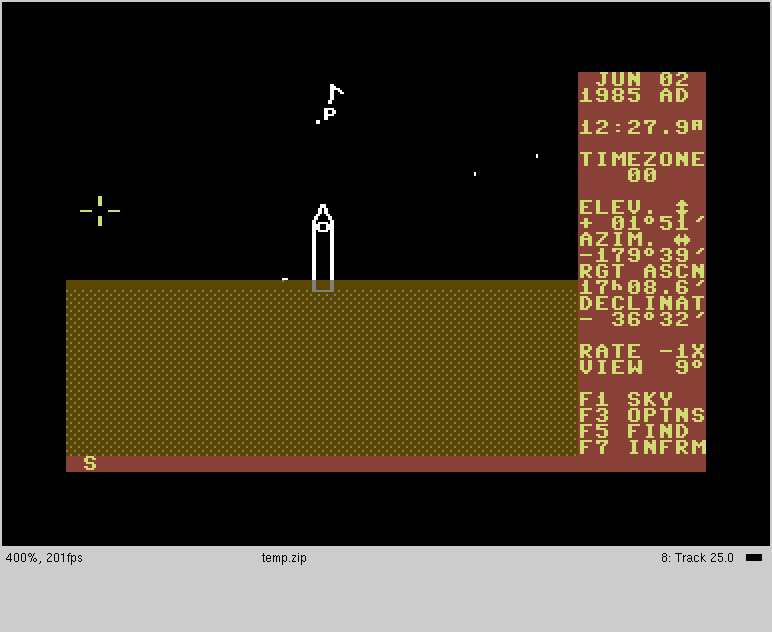 JUN 02
1985 AD
12:27.9A
TIMEZONE
00
ELEV. ↕
+ 01°51′
AZIM. ↔
-179°39′
RGT ASCN
17h08.6′
DECLINAT
- 36°32′
RATE -1X
VIEW 9°
F1 SKY
F3 OPTNS
F5 FIND
F7 INFRM
P
S
400%, 201fps
temp.zip
8: Track 25.0